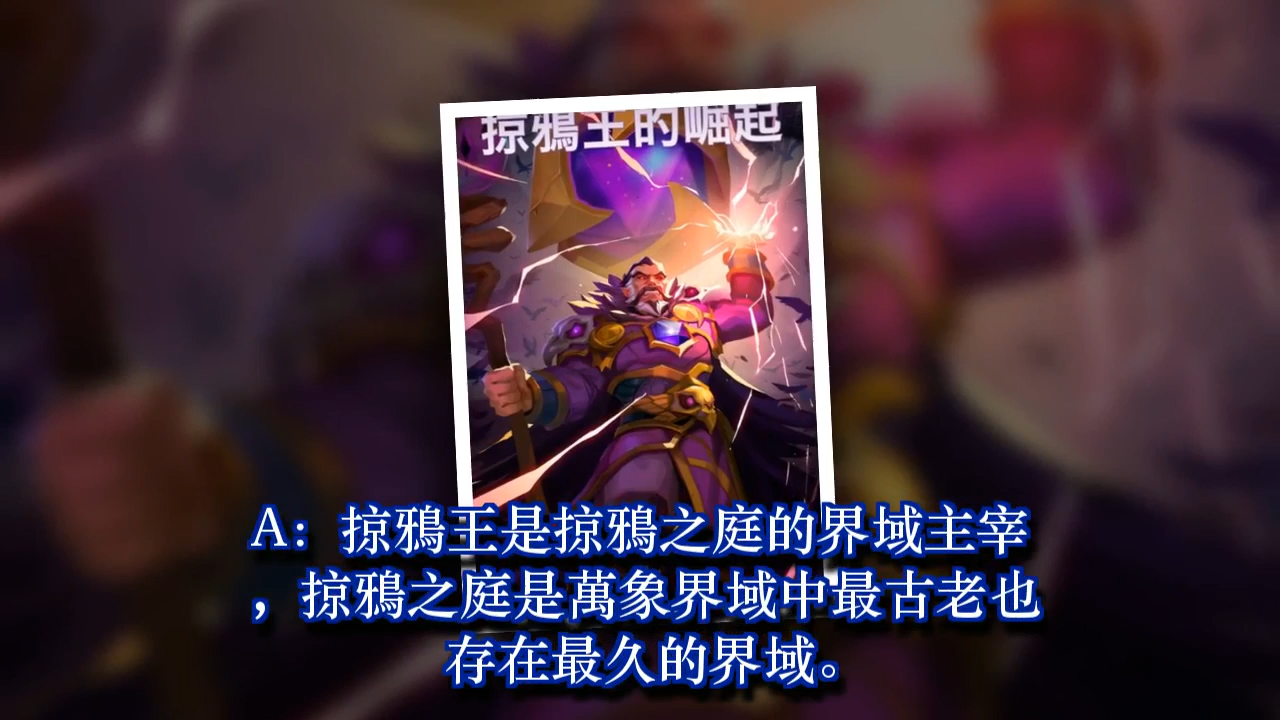 掠鴉王的崛起
A：掠鴉王是掠鴉之庭的界域主宰
，掠鴉之庭是萬象界域中最古老也
存在最久的界域。